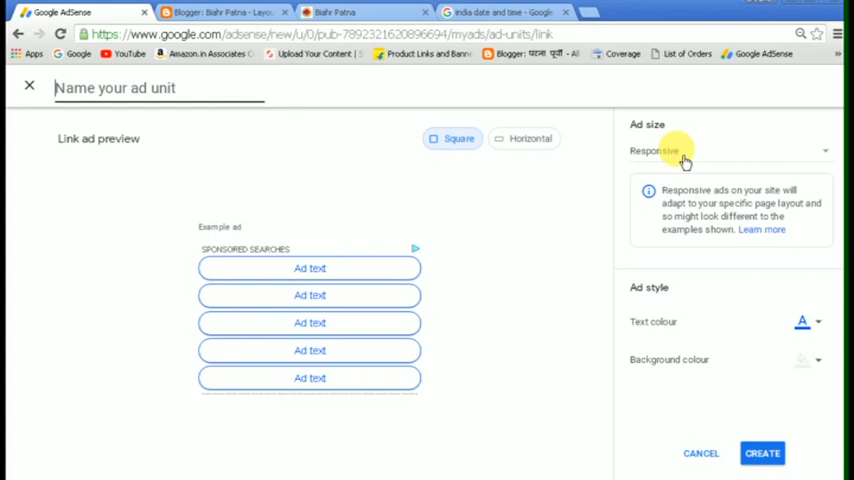 Google AdSense
Blogger: Biahr Patna - Layou
Biahr Patna
india date and time - Google
https://www.google.com/adsense/new/u/0/pub-7892321620896694/myads/ad-units/link
Apps Google YouTube Amazon.in Associates C Upload Your Content | S Product Links and Bann Blogger: पटना पूर्वी - All Coverage List of Orders Google AdSense
Name your ad unit
Link ad preview
Square
Horizontal
Example ad
SPONSORED SEARCHES
Ad text
Ad text
Ad text
Ad text
Ad text
Ad size
Responsive
Responsive ads on your site will
adapt to your specific page layout and
so might look different to the
examples shown. Learn more
Ad style
Text colour
A
Background colour
CANCEL
CREATE